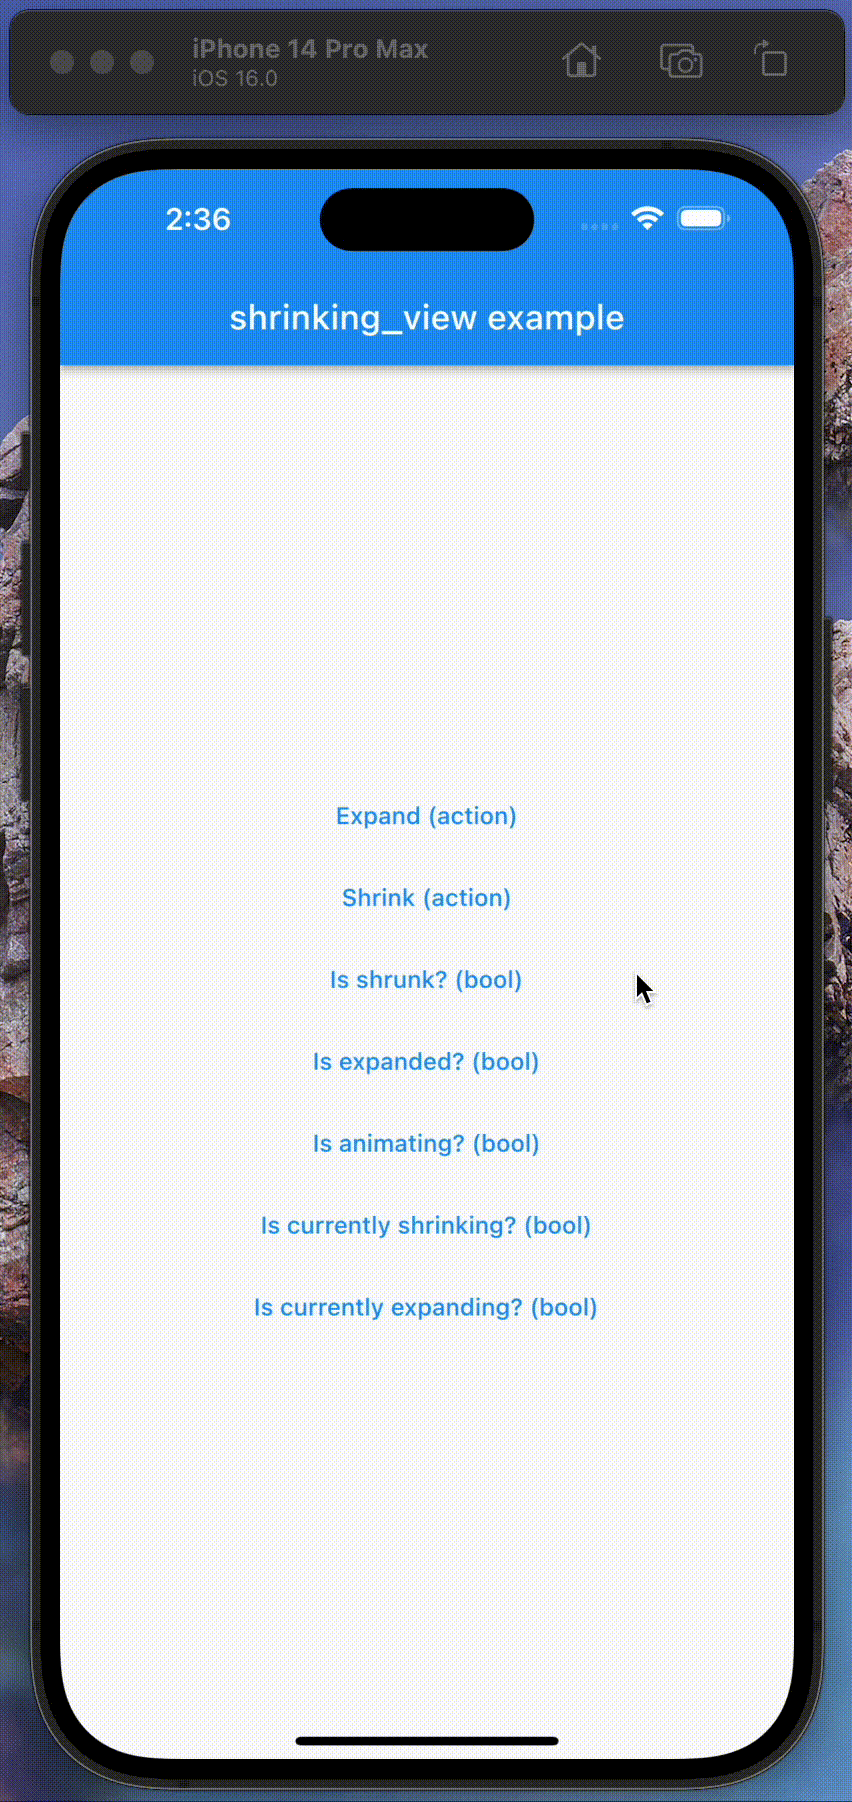 iPhone 14 Pro Max
iOS 16.0
2:36
shrinking_view example
Expand (action)
Shrink (action)
Is shrunk? (bool)
Is expanded? (bool)
Is animating? (bool)
Is currently shrinking? (bool)
Is currently expanding? (bool)